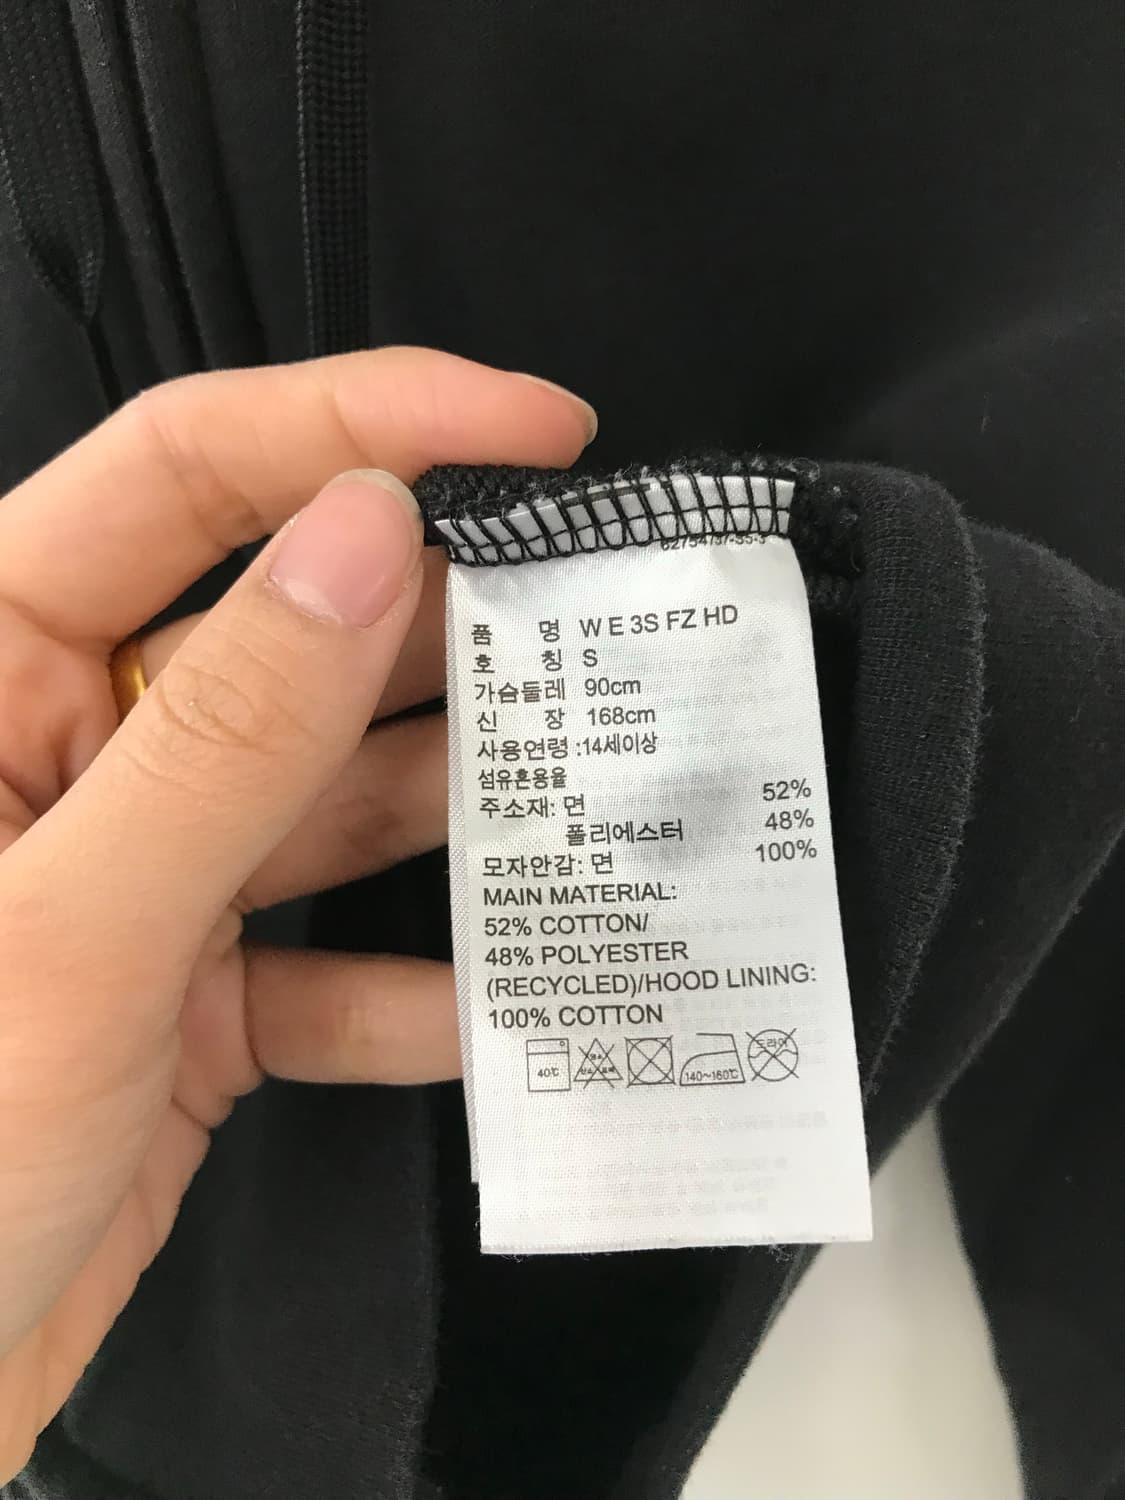 품 명 W E 3S FZ HD
호 칭 S
가슴둘레 90cm
신 장 168cm
사용연령 :14세이상
섬유혼용율
주소재: 면 52%
폴리에스터 48%
모자안감: 면 100%
MAIN MATERIAL:
52% COTTON/
48% POLYESTER
(RECYCLED)/HOOD LINING:
100% COTTON
40℃ 140~160℃ 드라이